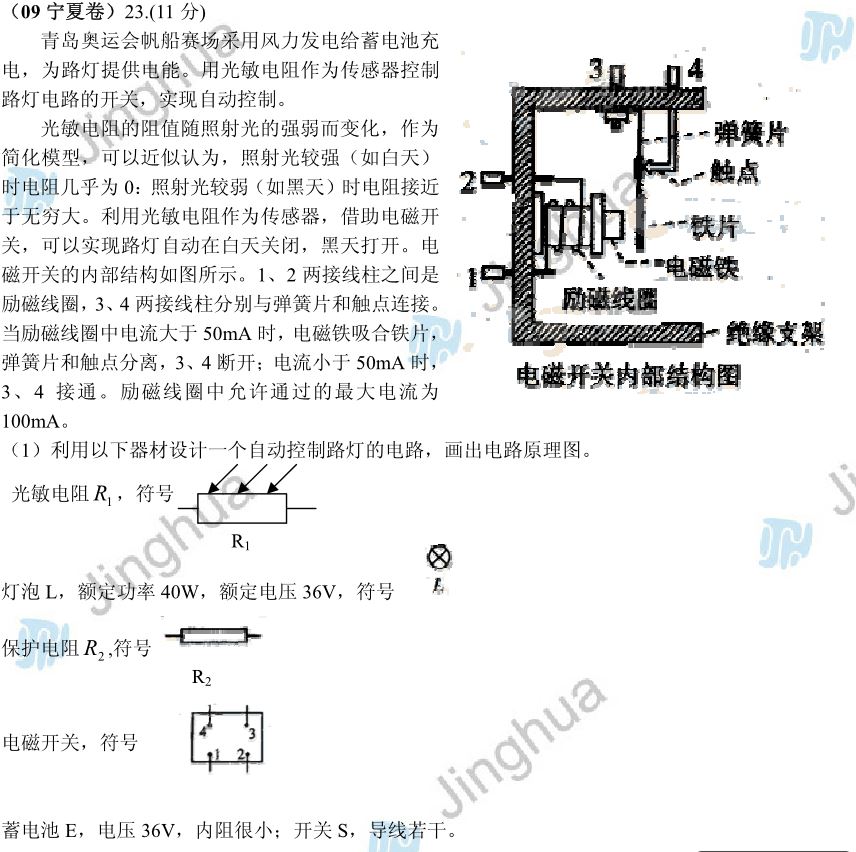 （09 宁夏卷）23.(11 分)
青岛奥运会帆船赛场采用风力发电给蓄电池充
电，为路灯提供电能。用光敏电阻作为传感器控制
路灯电路的开关，实现自动控制。
光敏电阻的阻值随照射光的强弱而变化，作为
简化模型，可以近似认为，照射光较强（如白天）
时电阻几乎为 0：照射光较弱（如黑天）时电阻接近
于无穷大。利用光敏电阻作为传感器，借助电磁开
关，可以实现路灯自动在白天关闭，黑天打开。电
磁开关的内部结构如图所示。1、2 两接线柱之间是
励磁线圈，3、4 两接线柱分别与弹簧片和触点连接。
当励磁线圈中电流大于 50mA 时，电磁铁吸合铁片，
弹簧片和触点分离，3、4 断开；电流小于 50mA 时，
3、4 接通。励磁线圈中允许通过的最大电流为
100mA。
3 4
弹簧片
触点
2
铁片
电磁铁
1
励磁线圈
绝缘支架
电磁开关内部结构图
（1）利用以下器材设计一个自动控制路灯的电路，画出电路原理图。
光敏电阻 R₁，符号
R₁
灯泡 L，额定功率 40W，额定电压 36V，符号
L
保护电阻 R₂,符号
R₂
电磁开关，符号
4 3
1 2
蓄电池 E，电压 36V，内阻很小；开关 S，导线若干。
Jinghua
Jinghua
Jinghua
Jinghua